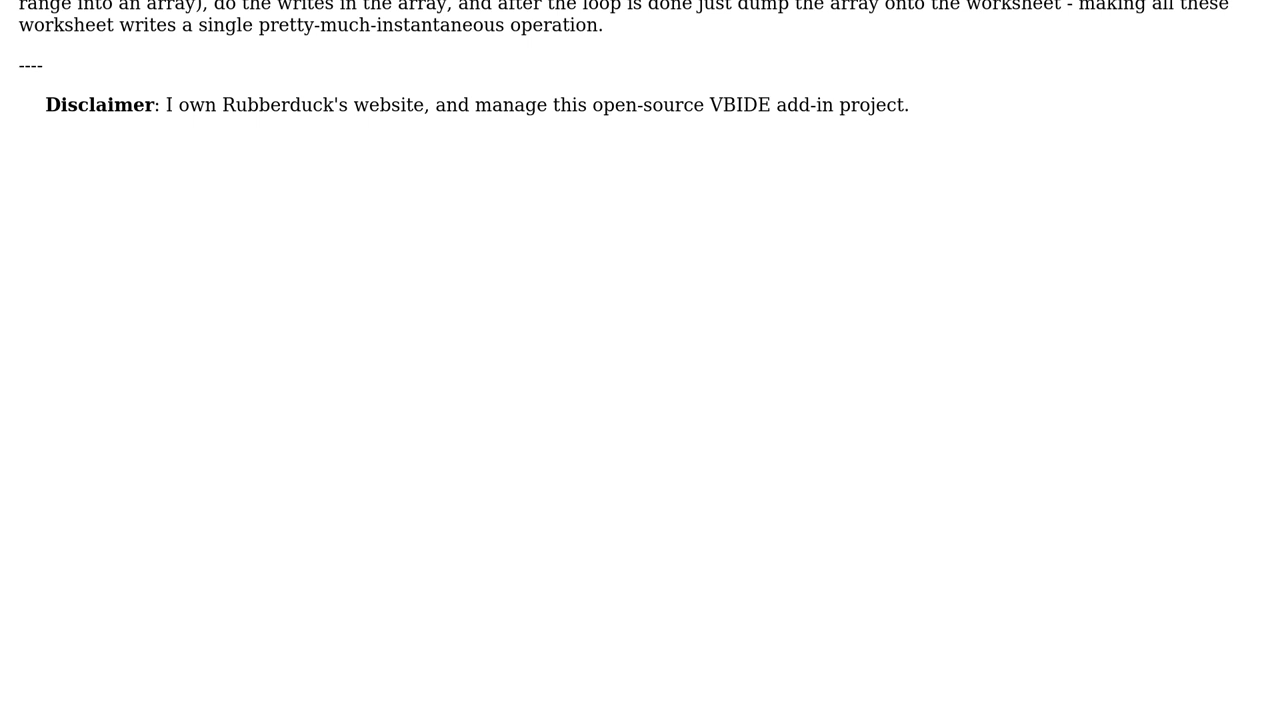 range into an array), do the writes in the array, and after the loop is done just dump the array onto the worksheet - making all these
worksheet writes a single pretty-much-instantaneous operation.
----
Disclaimer: I own Rubberduck's website, and manage this open-source VBIDE add-in project.